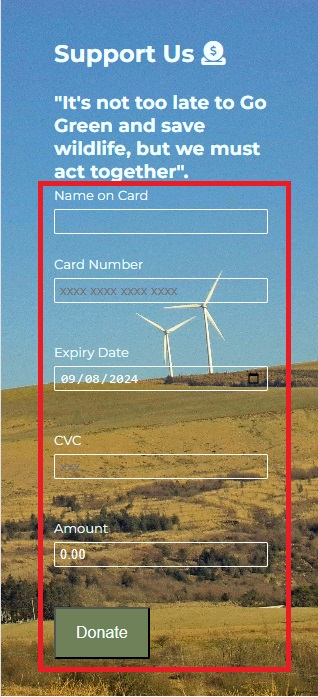 Support Us
"It's not too late to Go
Green and save
wildlife, but we must
act together".
Name on Card
Card Number
xxxx xxxx xxxx xxxx
Expiry Date
09/08/2024
CVC
xxx
Amount
0.00
Donate